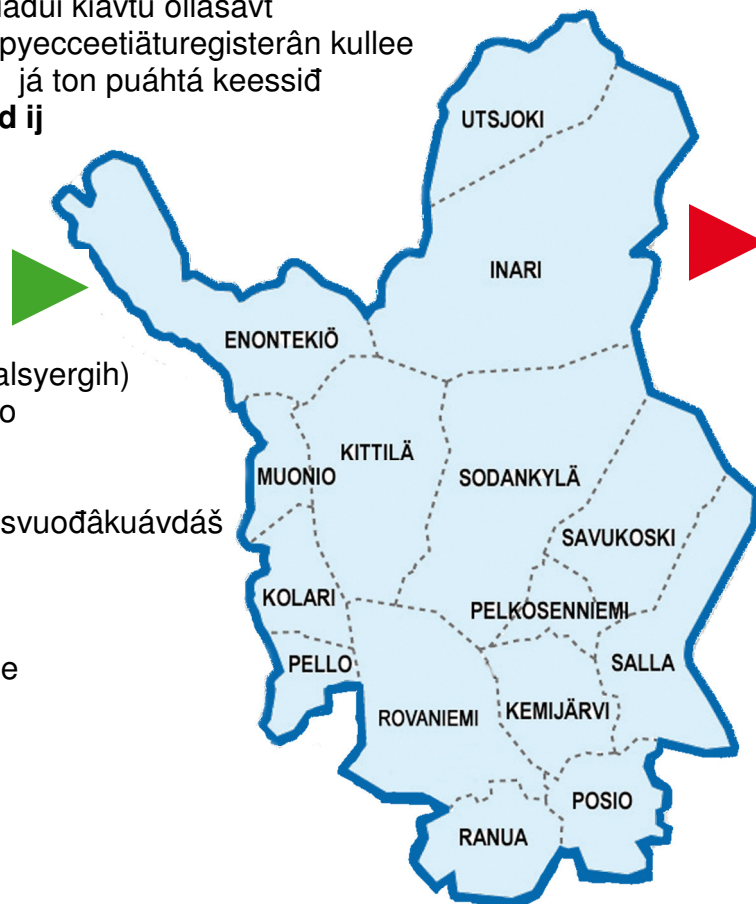 pyecceetiäturegisterân kullee
já ton puáhtá keessiđ
d ij
UTSJOKI
INARI
ENONTEKIÖ
alsyergih)
o
KITTILÄ
MUONIO
SODANKYLÄ
svuođâkuávdáš
SAVUKOSKI
KOLARI
PELKOSENNIEMI
PELLO
SALLA
e
ROVANIEMI
KEMIJÄRVI
POSIO
RANUA